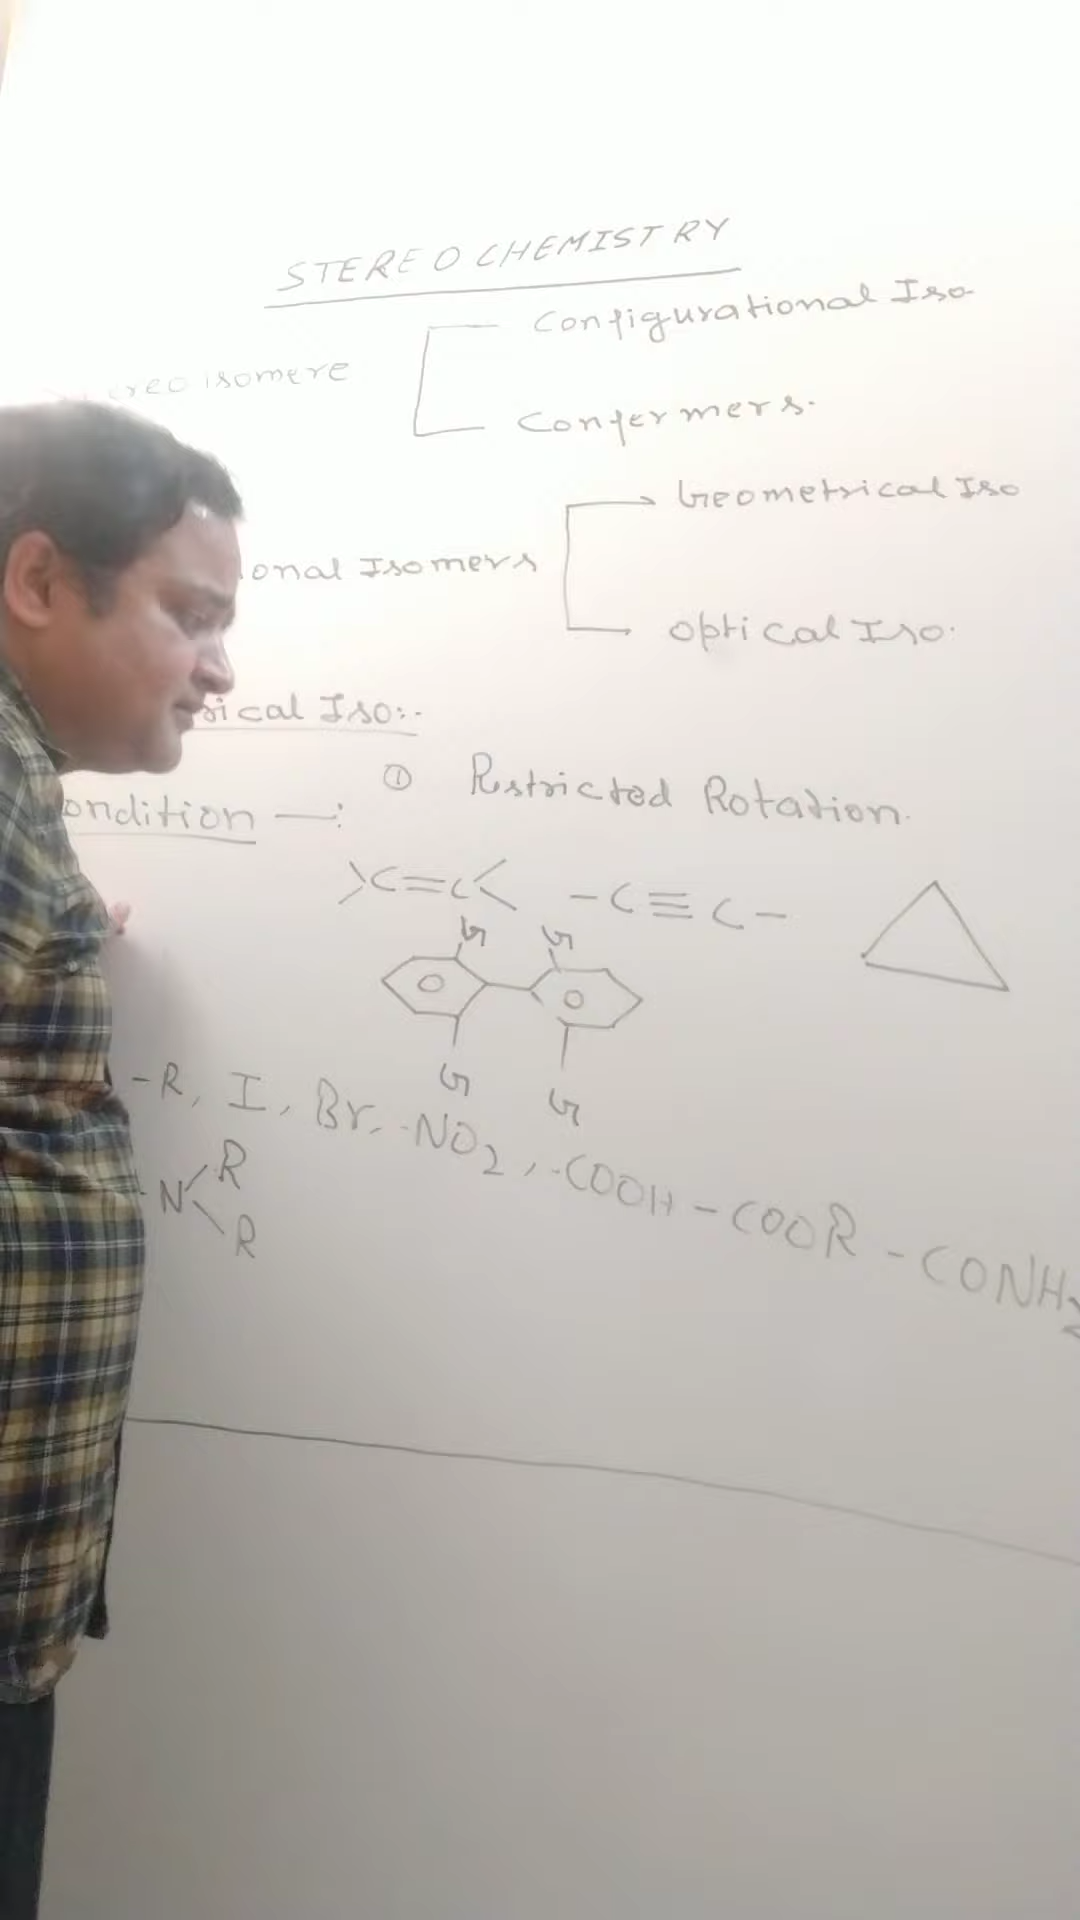 STEREOCHEMISTRY
Configurational Iso
ereo isomere
Confermers.
Geometrical Iso
onal Isomers
Optical Iso.
rical Iso:-
① Restricted Rotation.
ondition —:
>C=C< -C≡C-
G G
G G
-R, I, Br, -NO2, -COOH -COOR -CONH2
-N
R
R